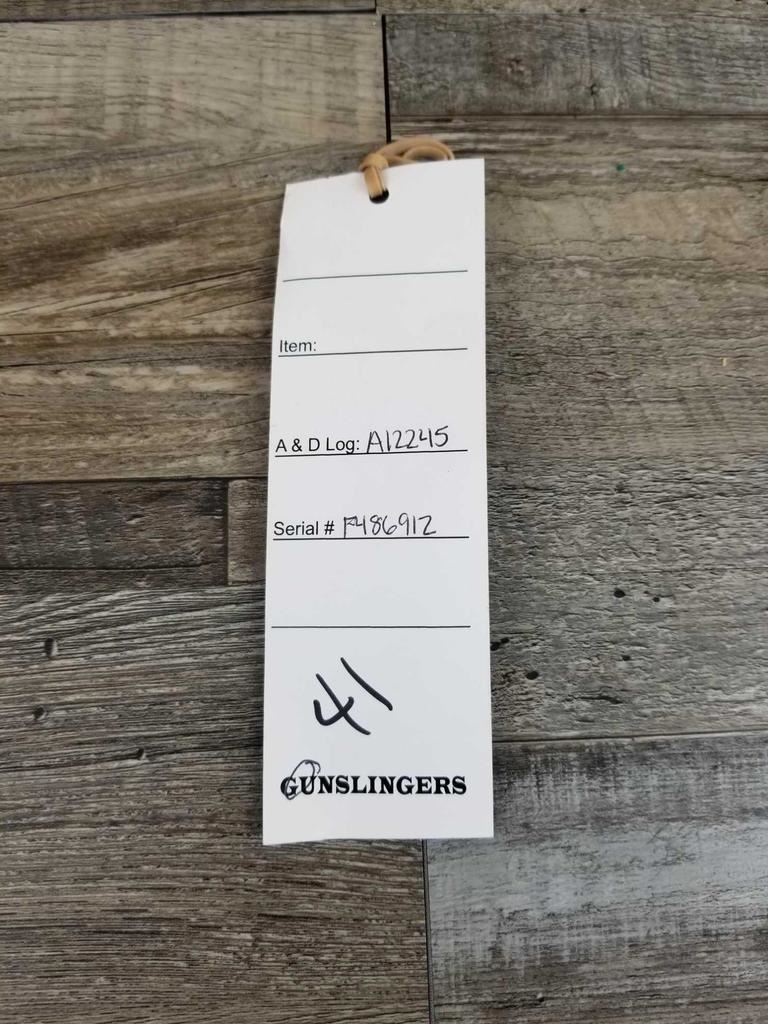 Item:
A & D Log: A12245
Serial # F486912
41
GUNSLINGERS